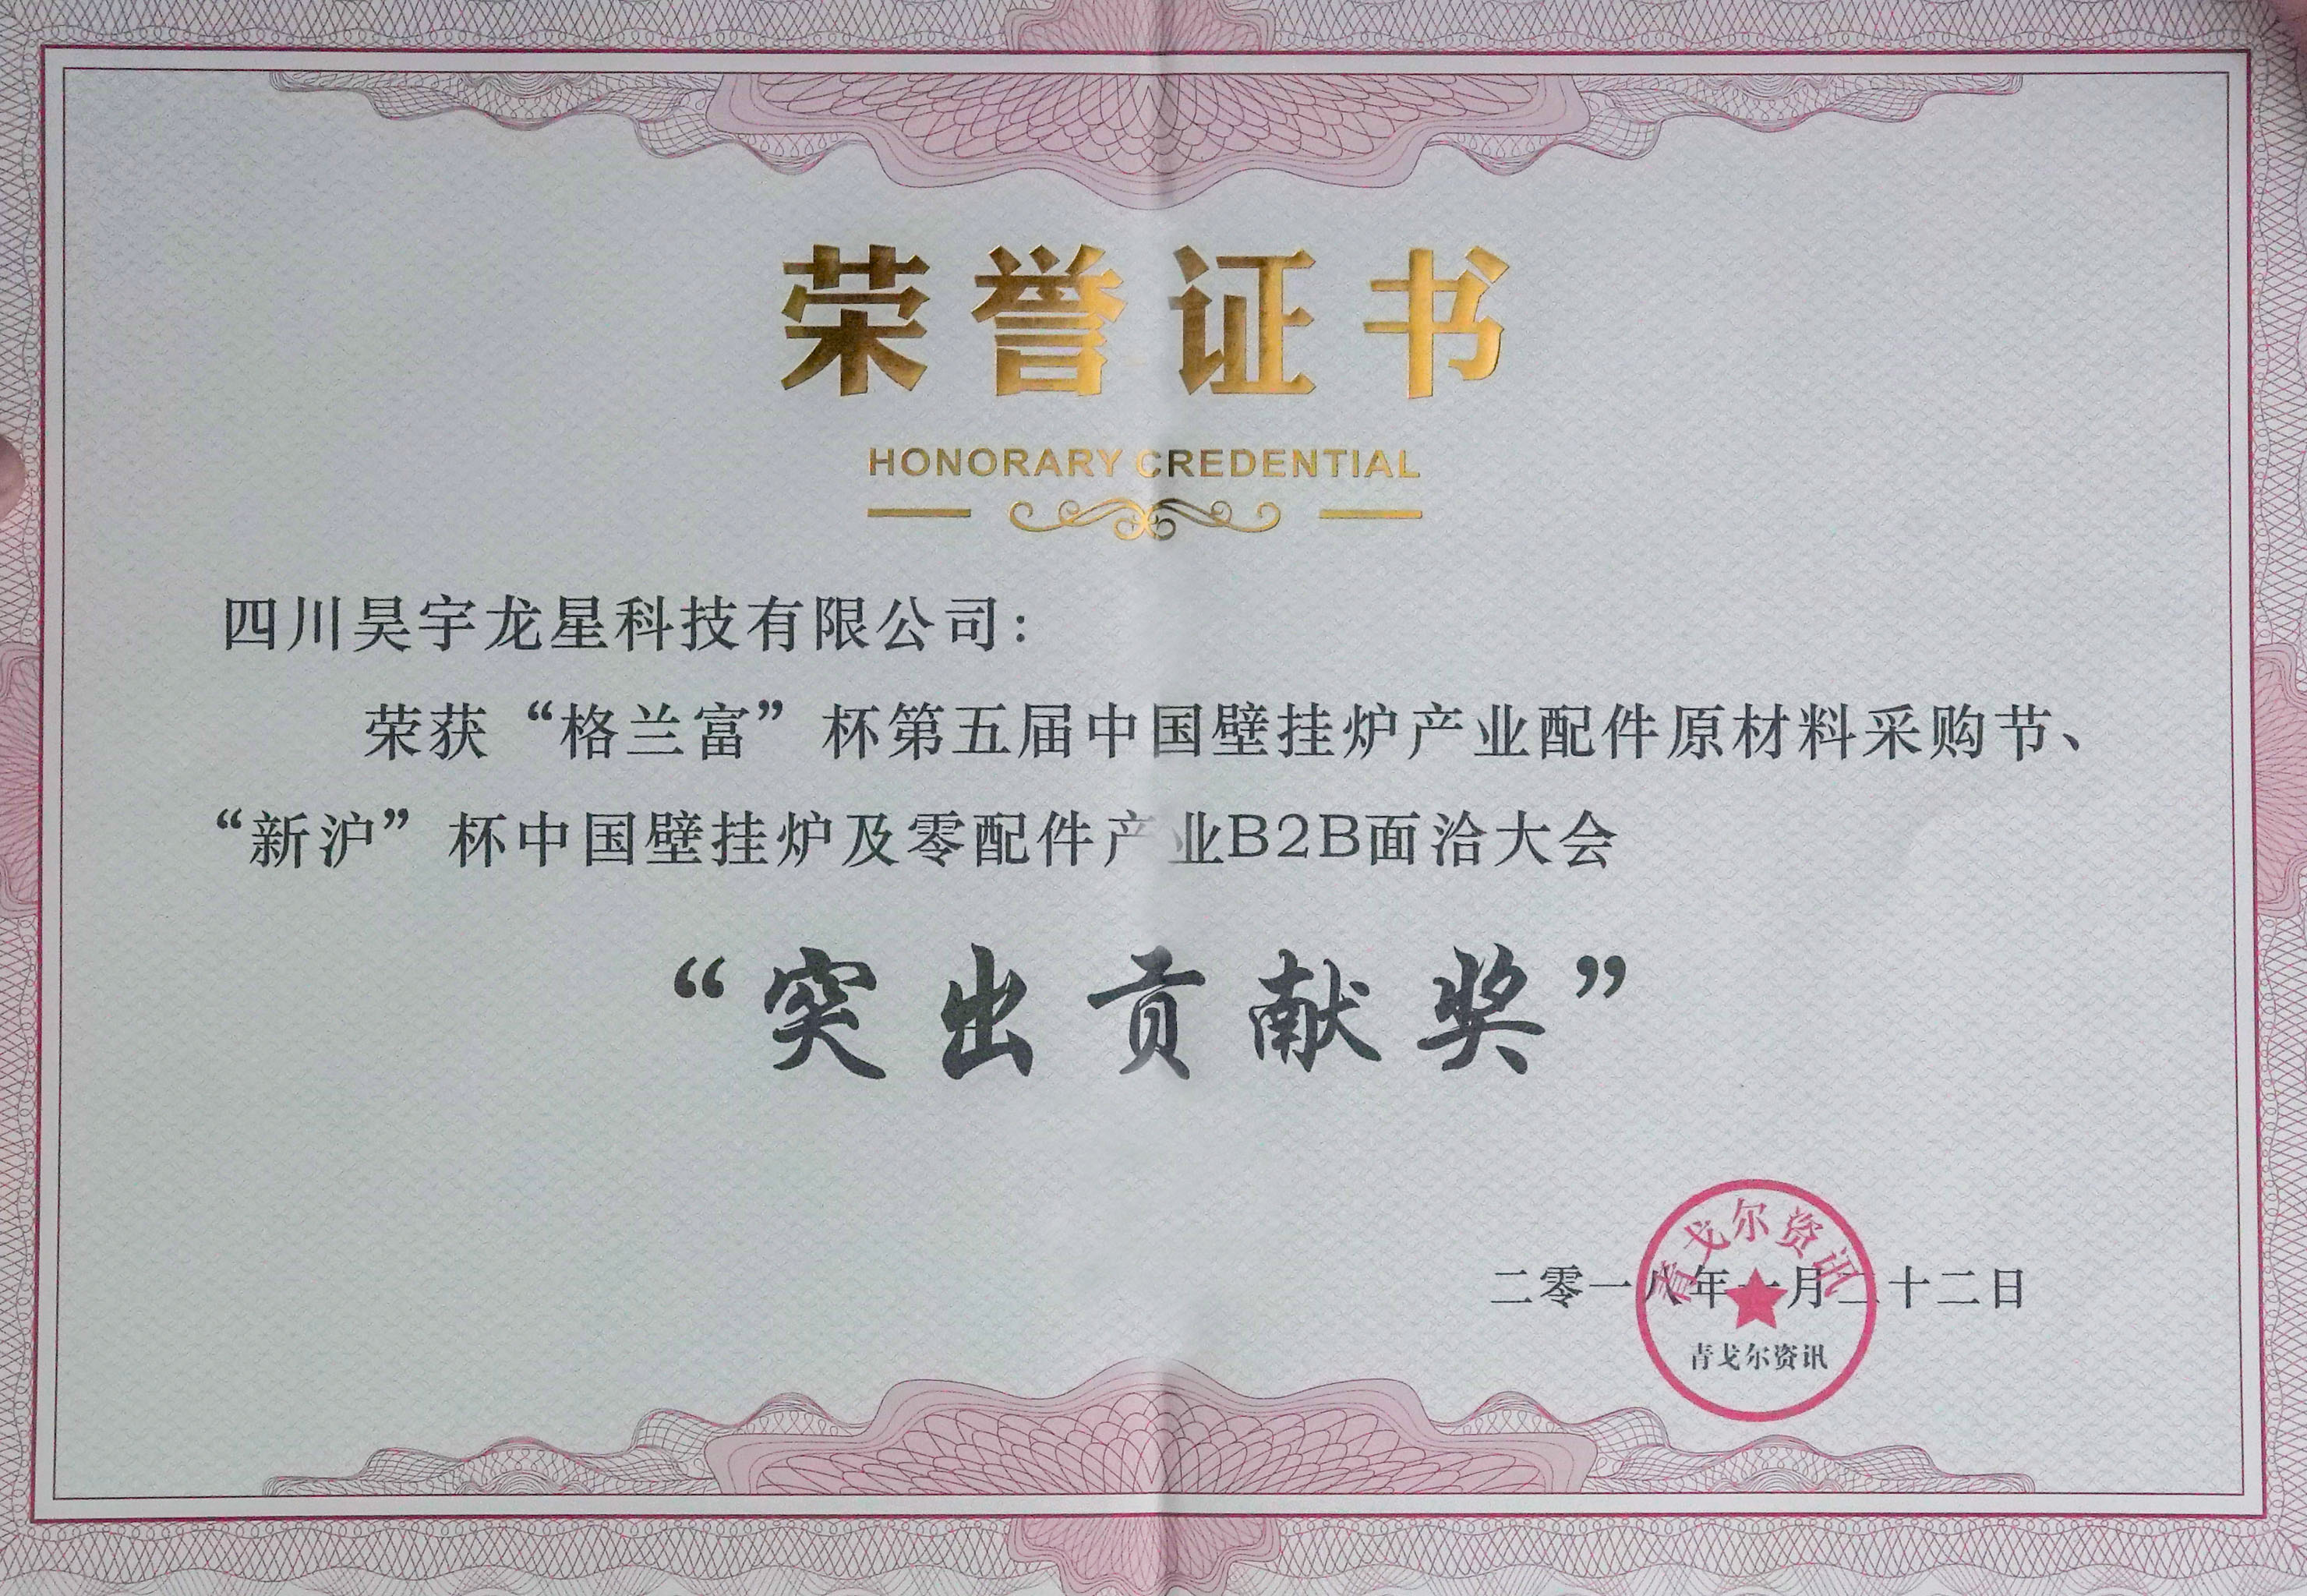 荣誉证书
HONORARY CREDENTIAL
四川昊宇龙星科技有限公司：
荣获“格兰富”杯第五届中国壁挂炉产业配件原材料采购节、
“新沪”杯中国壁挂炉及零配件产业B2B面洽大会
“突出贡献奖”
青戈尔资讯
二零一八年一月二十二日
青戈尔资讯